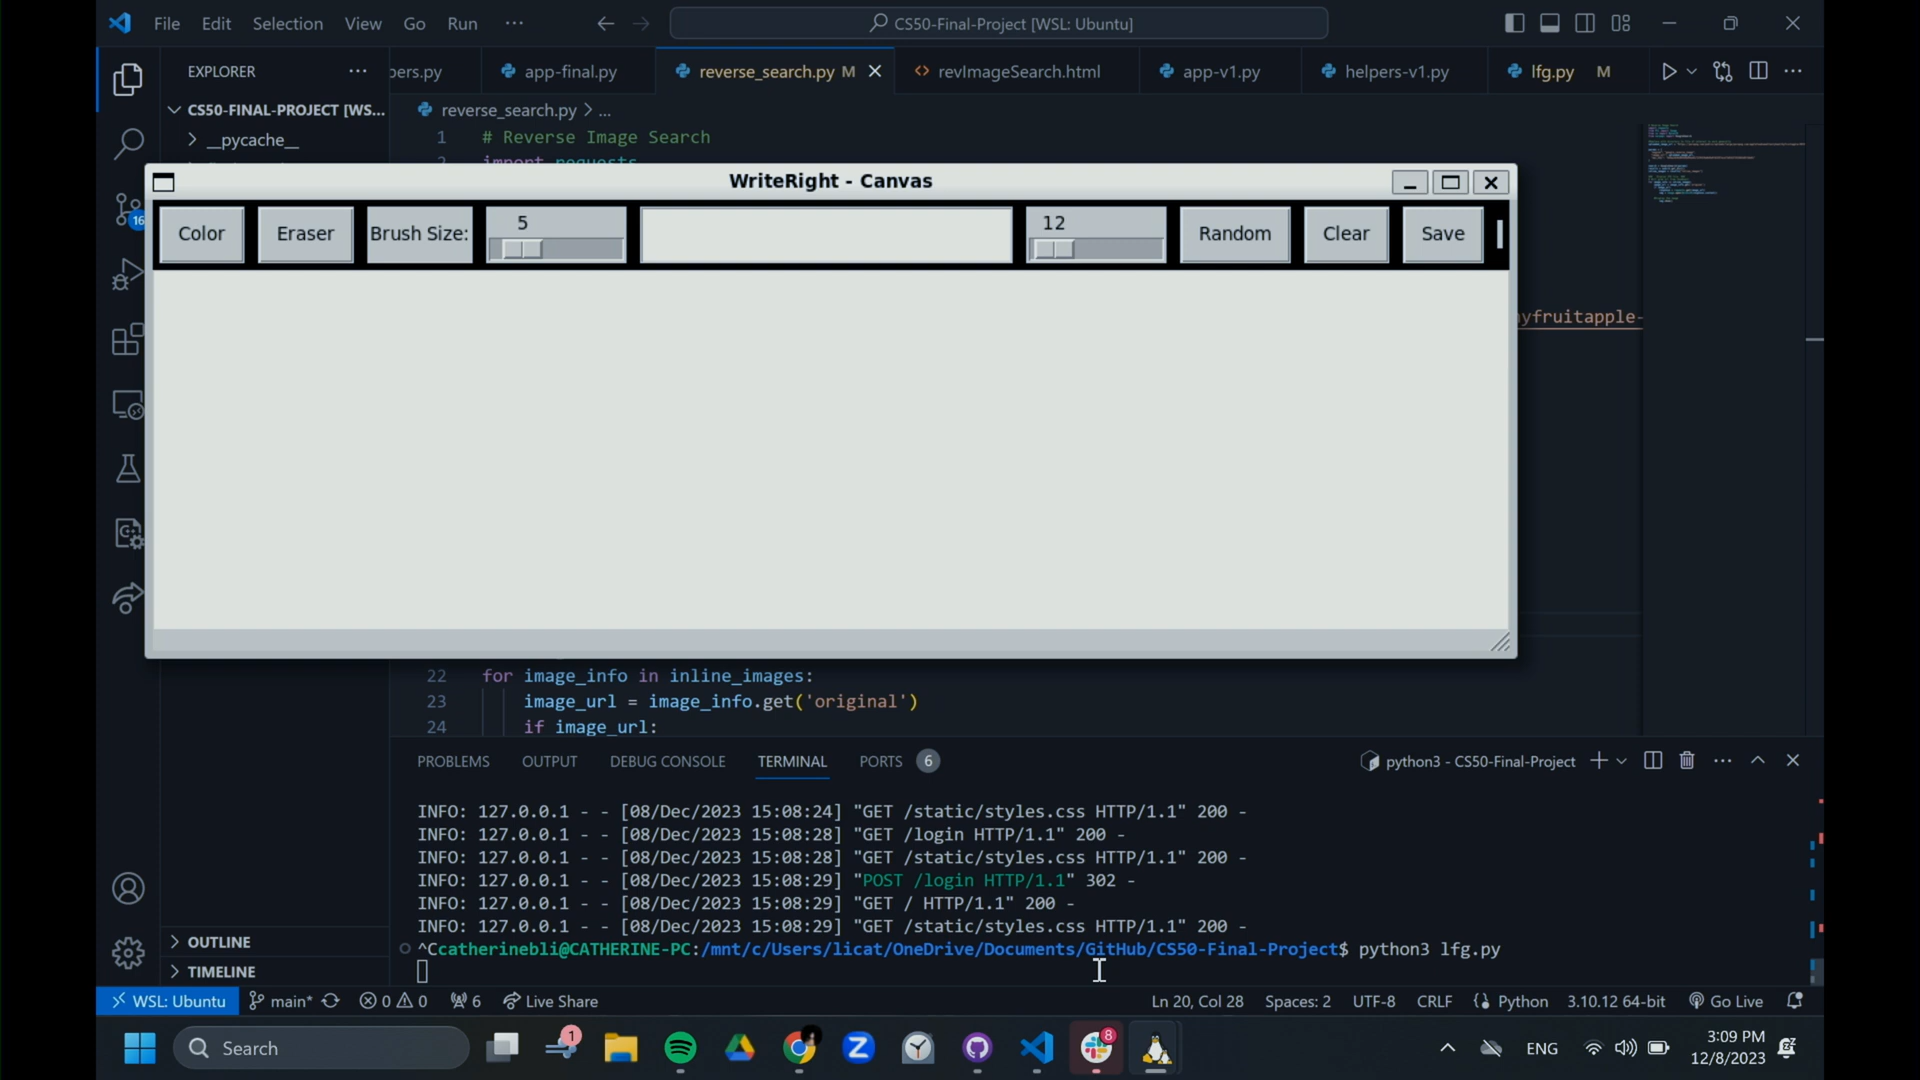 File Edit Selection View Go Run ··· CS50-Final-Project [WSL: Ubuntu]
EXPLORER ···
pers.py app-final.py reverse_search.py M revImageSearch.html app-v1.py helpers-v1.py lfg.py M ···
CS50-FINAL-PROJECT [WS...
reverse_search.py > ...
__pycache__
1 # Reverse Image Search
2 import requests
WriteRight - Canvas
Color Eraser Brush Size: 5 12 Random Clear Save
16
yfruitapple-
22 for image_info in inline_images:
23 image_url = image_info.get('original')
24 if image_url:
PROBLEMS OUTPUT DEBUG CONSOLE TERMINAL PORTS 6 python3 - CS50-Final-Project
INFO: 127.0.0.1 - - [08/Dec/2023 15:08:24] "GET /static/styles.css HTTP/1.1" 200 -
INFO: 127.0.0.1 - - [08/Dec/2023 15:08:28] "GET /login HTTP/1.1" 200 -
INFO: 127.0.0.1 - - [08/Dec/2023 15:08:28] "GET /static/styles.css HTTP/1.1" 200 -
INFO: 127.0.0.1 - - [08/Dec/2023 15:08:29] "POST /login HTTP/1.1" 302 -
INFO: 127.0.0.1 - - [08/Dec/2023 15:08:29] "GET / HTTP/1.1" 200 -
INFO: 127.0.0.1 - - [08/Dec/2023 15:08:29] "GET /static/styles.css HTTP/1.1" 200 -
^Ccatherinebli@CATHERINE-PC:/mnt/c/Users/licat/OneDrive/Documents/GitHub/CS50-Final-Project$ python3 lfg.py
OUTLINE
TIMELINE
WSL: Ubuntu main* 0 0 6 Live Share Ln 20, Col 28 Spaces: 2 UTF-8 CRLF Python 3.10.12 64-bit Go Live
Search 1 8 ENG 3:09 PM
12/8/2023